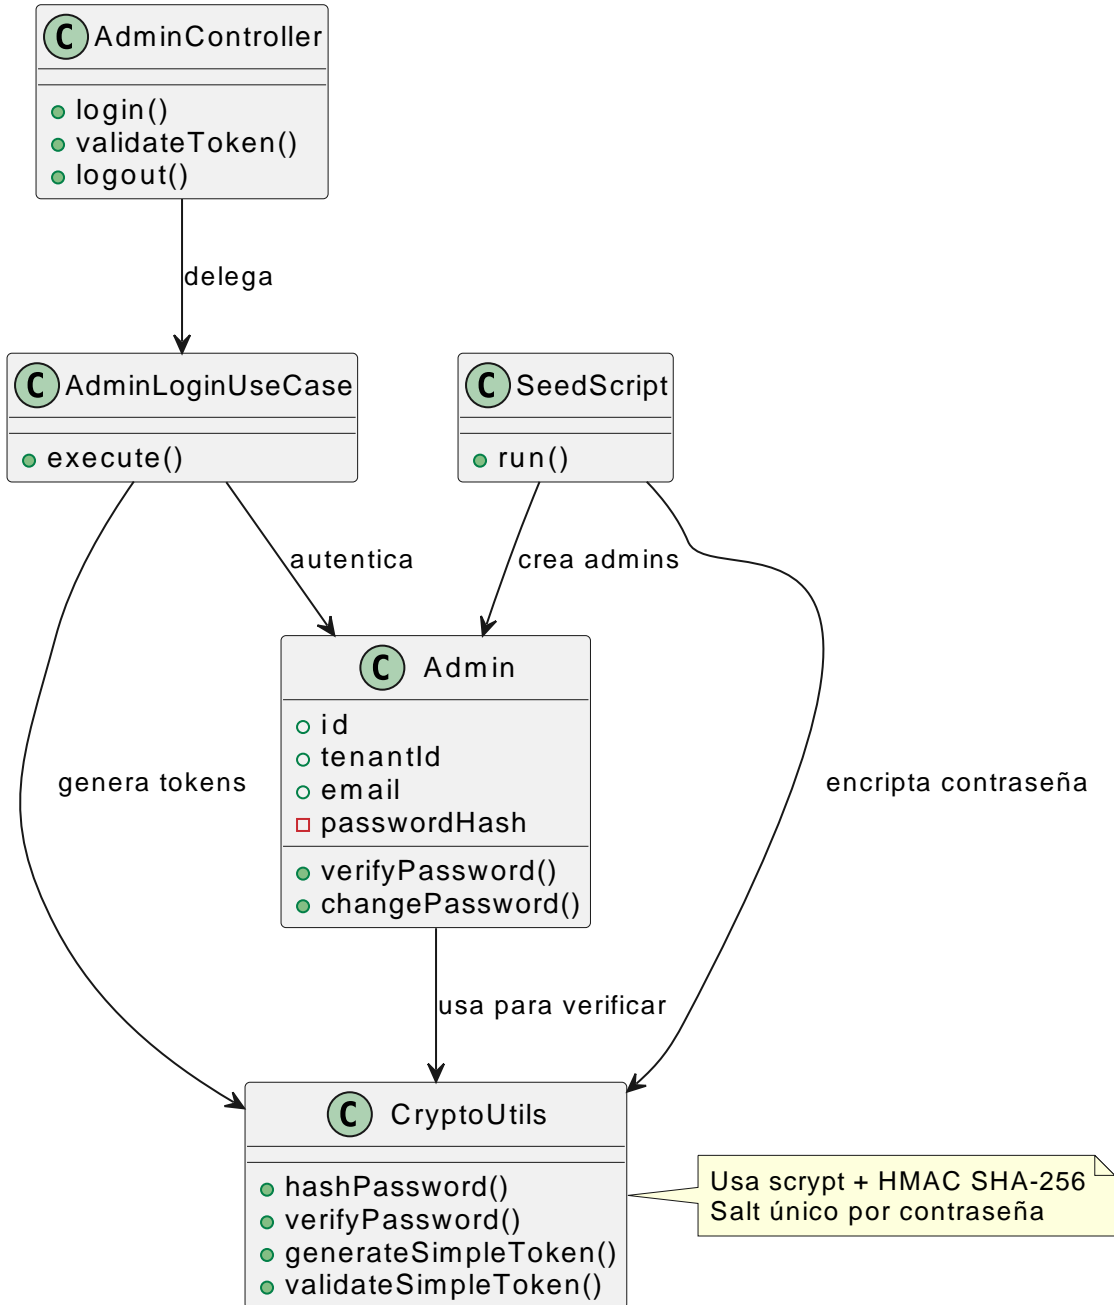 C AdminController
login()
validateToken()
logout()
delega
C AdminLoginUseCase
execute()
C SeedScript
run()
autentica
crea admins
C Admin
id
tenantId
email
passwordHash
verifyPassword()
changePassword()
genera tokens
encripta contraseña
usa para verificar
C CryptoUtils
hashPassword()
verifyPassword()
generateSimpleToken()
validateSimpleToken()
Usa scrypt + HMAC SHA-256
Salt único por contraseña